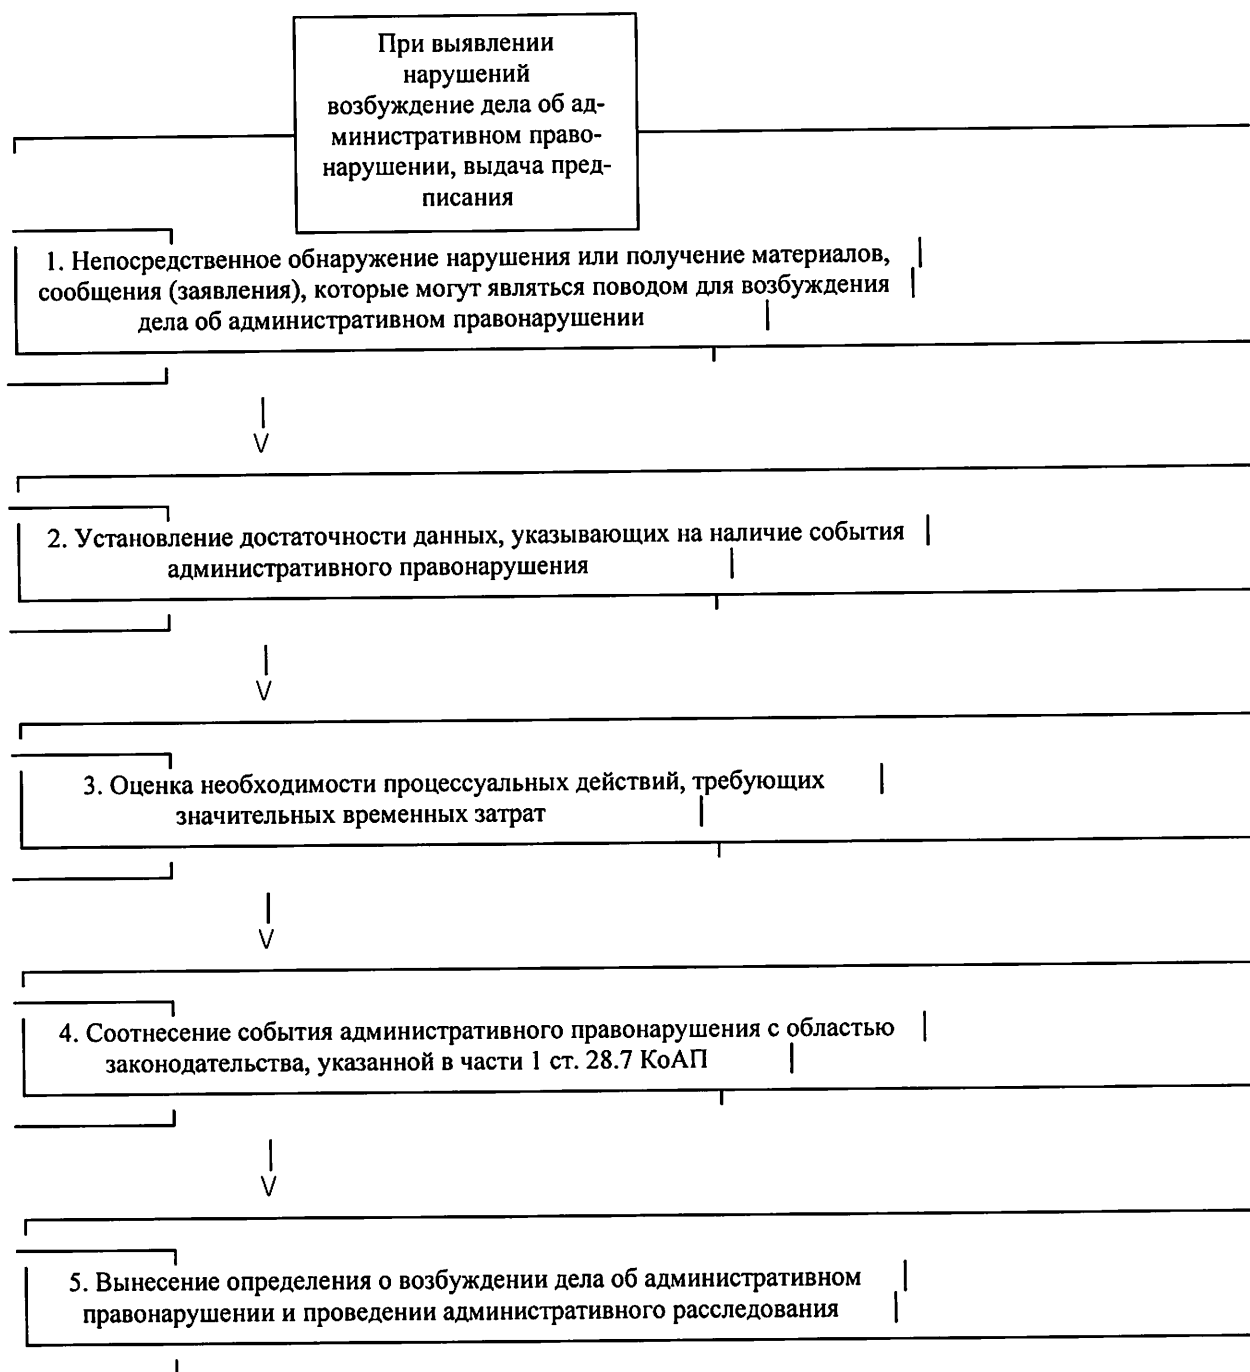 При выявлении
нарушений
возбуждение дела об ад-
министративном право-
нарушении, выдача пред-
писания
1. Непосредственное обнаружение нарушения или получение материалов,
сообщения (заявления), которые могут являться поводом для возбуждения
дела об административном правонарушении
2. Установление достаточности данных, указывающих на наличие события
административного правонарушения
3. Оценка необходимости процессуальных действий, требующих
значительных временных затрат
4. Соотнесение события административного правонарушения с областью
законодательства, указанной в части 1 ст. 28.7 КоАП
5. Вынесение определения о возбуждении дела об административном
правонарушении и проведении административного расследования